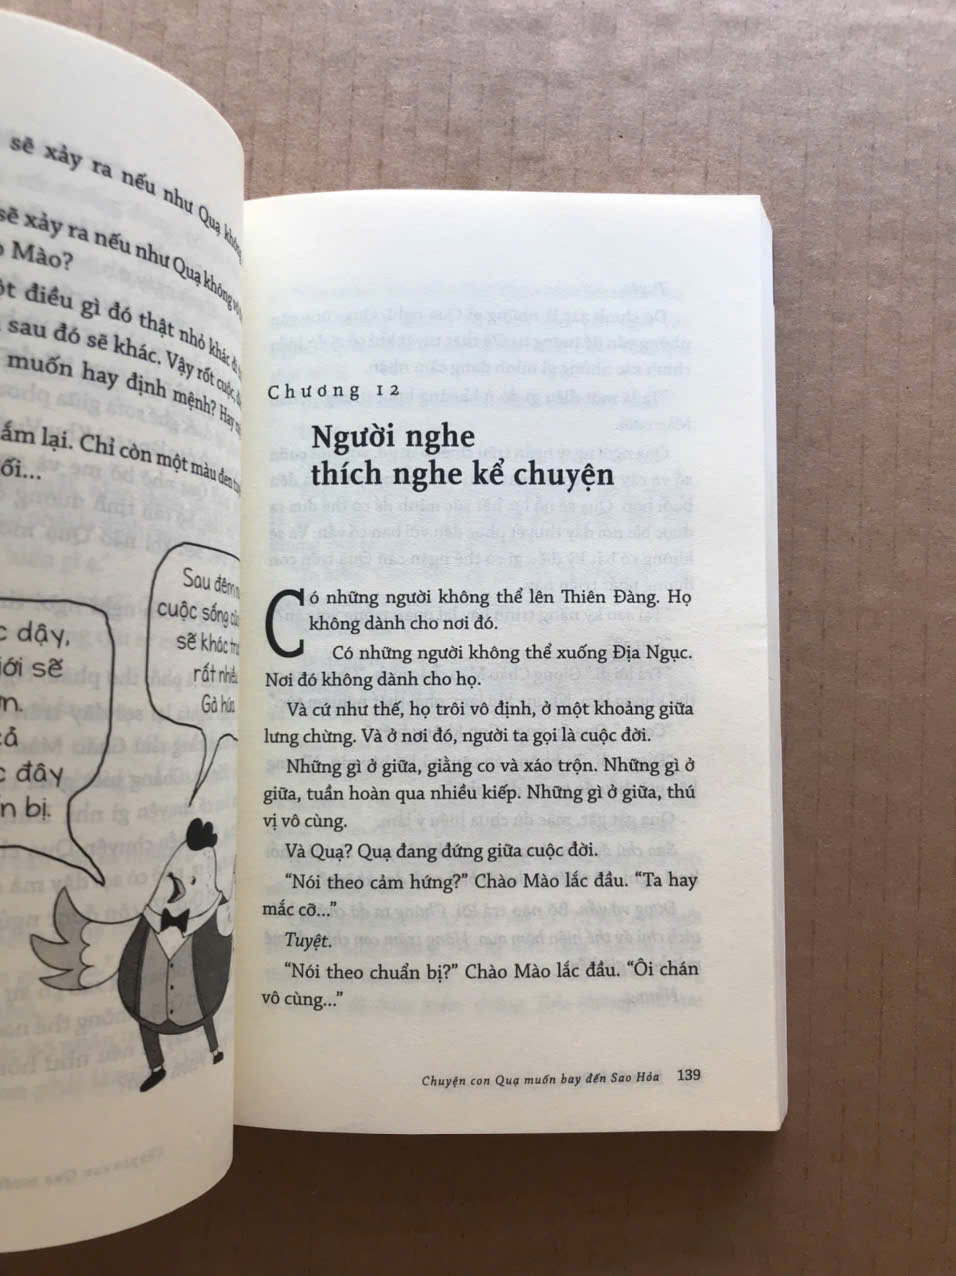 sẽ xảy ra nếu như Quạ không
sẽ xảy ra nếu như Quạ không
Mào?
điều gì đó thật nhỏ khác đi
sau đó sẽ khác. Vậy rốt cuộc,
muốn hay định mệnh? Hay
lại. Chỉ còn một màu đen
dậy,
sẽ
đây
bị.
Sau đêm
cuộc sống
sẽ khác
rất
Gã
Chương 12
Người nghe
thích nghe kể chuyện
Có những người không thể lên Thiên Đàng. Họ
không dành cho nơi đó.
Có những người không thể xuống Địa Ngục.
Nơi đó không dành cho họ.
Và cứ như thế, họ trôi vô định, ở một khoảng giữa
lưng chừng. Và ở nơi đó, người ta gọi là cuộc đời.
Những gì ở giữa, giằng co và xáo trộn. Những gì ở
giữa, tuần hoàn qua nhiều kiếp. Những gì ở giữa, thú
vị vô cùng.
Và Quạ? Quạ đang đứng giữa cuộc đời.
“Nói theo cảm hứng?” Chào Mào lắc đầu. “Ta hay
mắc cỡ...”
Tuyệt.
“Nói theo chuẩn bị?” Chào Mào lắc đầu. “Ôi chán
vô cùng...”
Chuyện con Quạ muốn bay đến Sao Hỏa 139